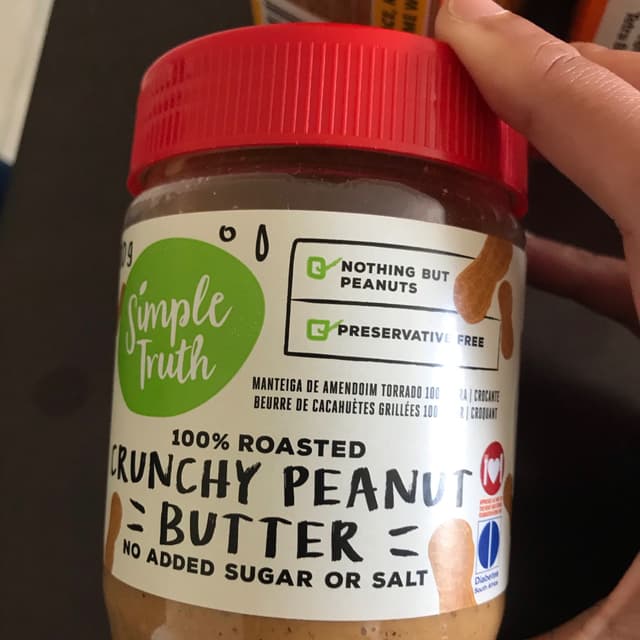 Simple
Truth
NOTHING BUT
PEANUTS
PRESERVATIVE FREE
MANTEIGA DE AMENDOIM TORRADO 100 | CROCANTE
BEURRE DE CACAHUÈTES GRILLÉES 100 | CROQUANT
100% ROASTED
CRUNCHY PEANUT
= BUTTER =
NO ADDED SUGAR OR SALT
Diabetes
South Africa